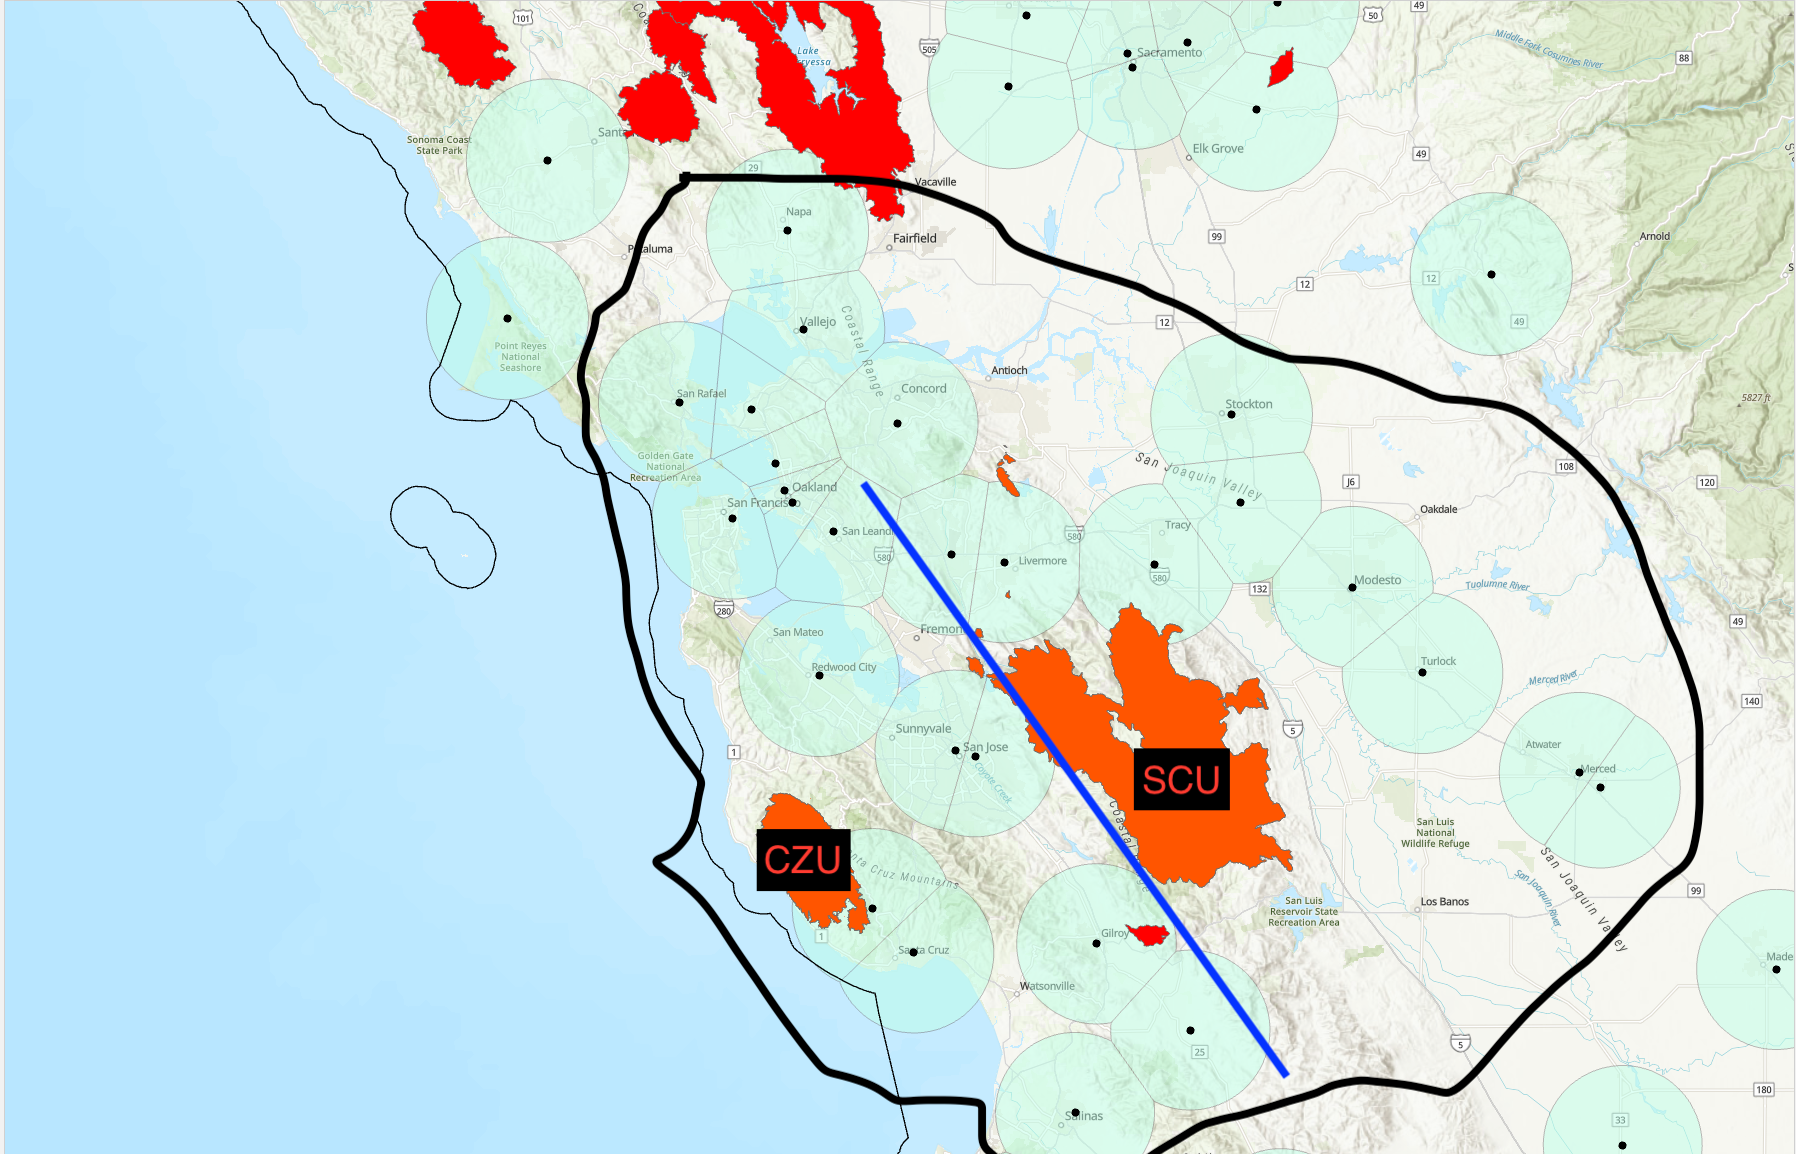 101
Lake
rryessa
505
Sacramento
50
49
Middle Fork Cosumnes River
88
Sonoma Coast
State Park
Santa
29
Vacaville
Elk Grove
49
Napa
Petaluma
Fairfield
99
Arnold
12
12
49
12
Vallejo
Coastal Range
Point Reyes
National
Seashore
San Rafael
Concord
Antioch
Stockton
5827 ft
Golden Gate
National
Recreation Area
San Joaquin Valley
108
J6
120
Oakland
San Francisco
San Leand
580
Oakdale
Tracy
580
Livermore
580
132
Modesto
Tuolumne River
280
San Mateo
Fremont
49
Redwood City
Turlock
Merced River
140
Sunnyvale
San Jose
Coyote Creek
1
5
Atwater
Merced
SCU
CZU
Coastal
ge
San Luis
National
Wildlife Refuge
San Joaquin Valley
San Joaquin River
nta Cruz Mountains
1
Santa Cruz
Gilroy
San Luis
Reservoir State
Recreation Area
Los Banos
99
Watsonville
Made
25
5
Salinas
180
33